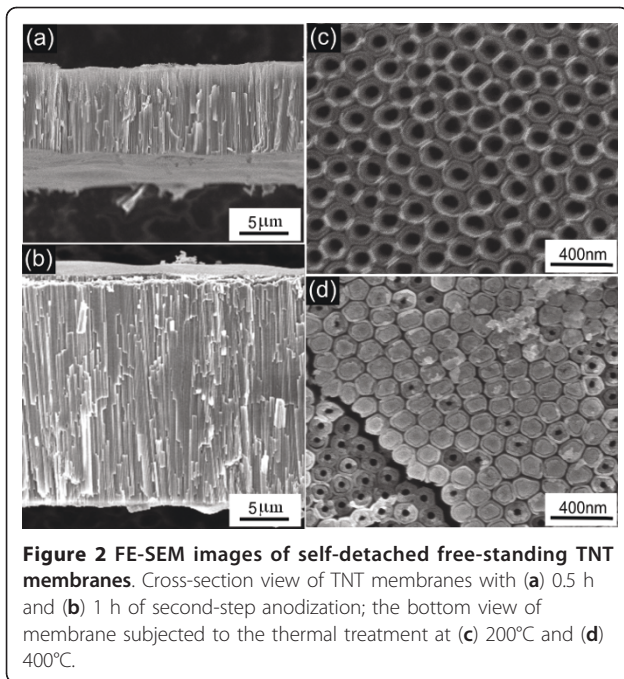 (a)
5μm
(b)
5μm
(c)
400nm
(d)
400nm
Figure 2 FE-SEM images of self-detached free-standing TNT
membranes. Cross-section view of TNT membranes with (a) 0.5 h
and (b) 1 h of second-step anodization; the bottom view of
membrane subjected to the thermal treatment at (c) 200°C and (d)
400°C.